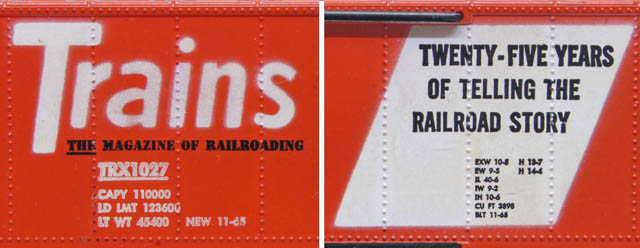 Trains
THE MAGAZINE OF RAILROADING
TRX1027
CAPY 110000
LD LMT 123600
LT WT 45400 NEW 11-65
TWENTY-FIVE YEARS
OF TELLING THE
RAILROAD STORY
EXW 10-8 H 13-7
EW 9-5 H 14-4
IL 40-6
IW 9-2
IH 10-6
CU FT 3898
BLT 11-65